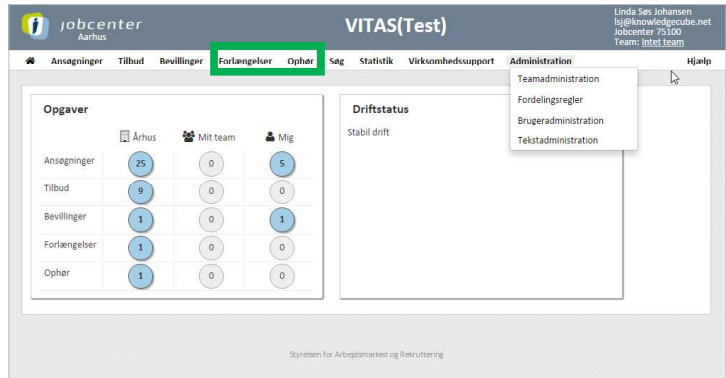 jobcenter
Aarhus
VITAS(Test)
Linda Søs Johansen
lsj@knowledgecube.net
Jobcenter 75100
Team: Intet team
Ansøgninger Tilbud Bevillinger Forlængelser Ophør Søg Statistik Virksomhedssupport Administration Hjælp
Teamadministration
Fordelingsregler
Brugeradministration
Tekstadministration
Opgaver
Århus Mit team Mig
Ansøgninger 25 0 5
Tilbud 9 0 0
Bevillinger 1 0 1
Forlængelser 1 0 0
Ophør 1 0 0
Driftstatus
Stabil drift
Styrelsen for Arbejdsmarked og Rekruttering